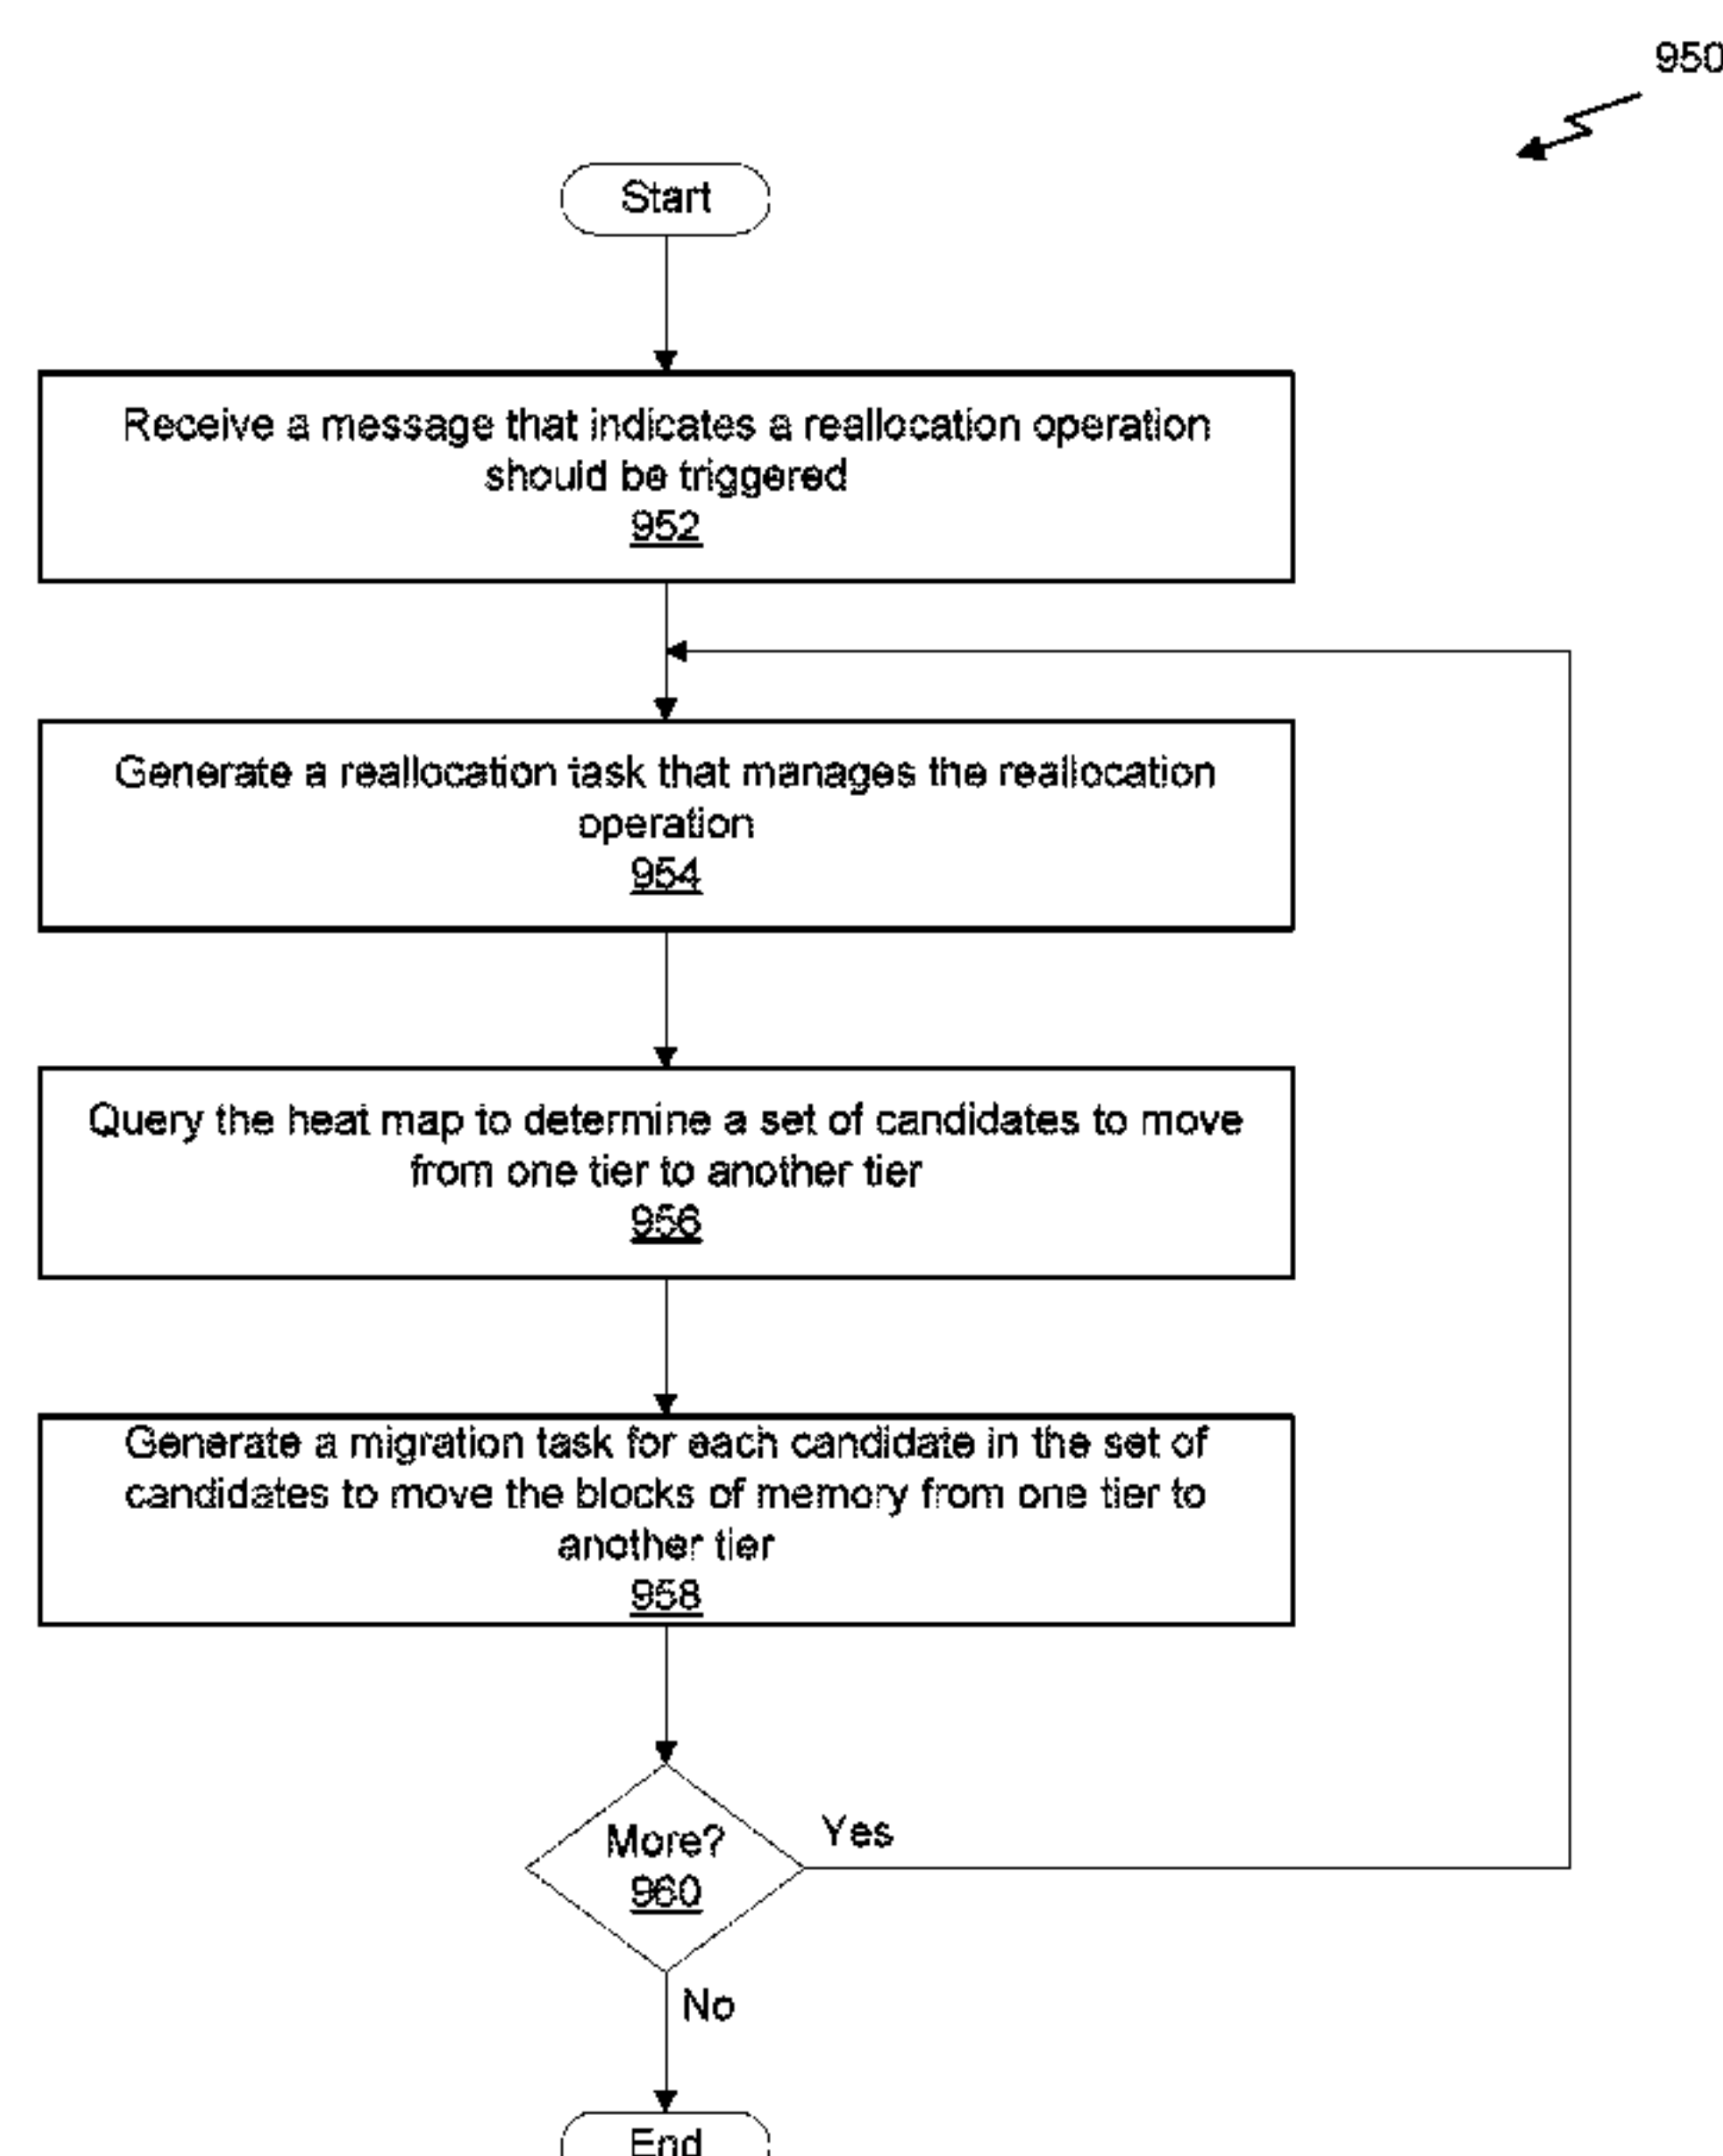 950
Start
Receive a message that indicates a reallocation operation
should be triggered
952
Generate a reallocation task that manages the reallocation
operation
954
Query the heat map to determine a set of candidates to move
from one tier to another tier
956
Generate a migration task for each candidate in the set of
candidates to move the blocks of memory from one tier to
another tier
958
More?
960
Yes
No
End